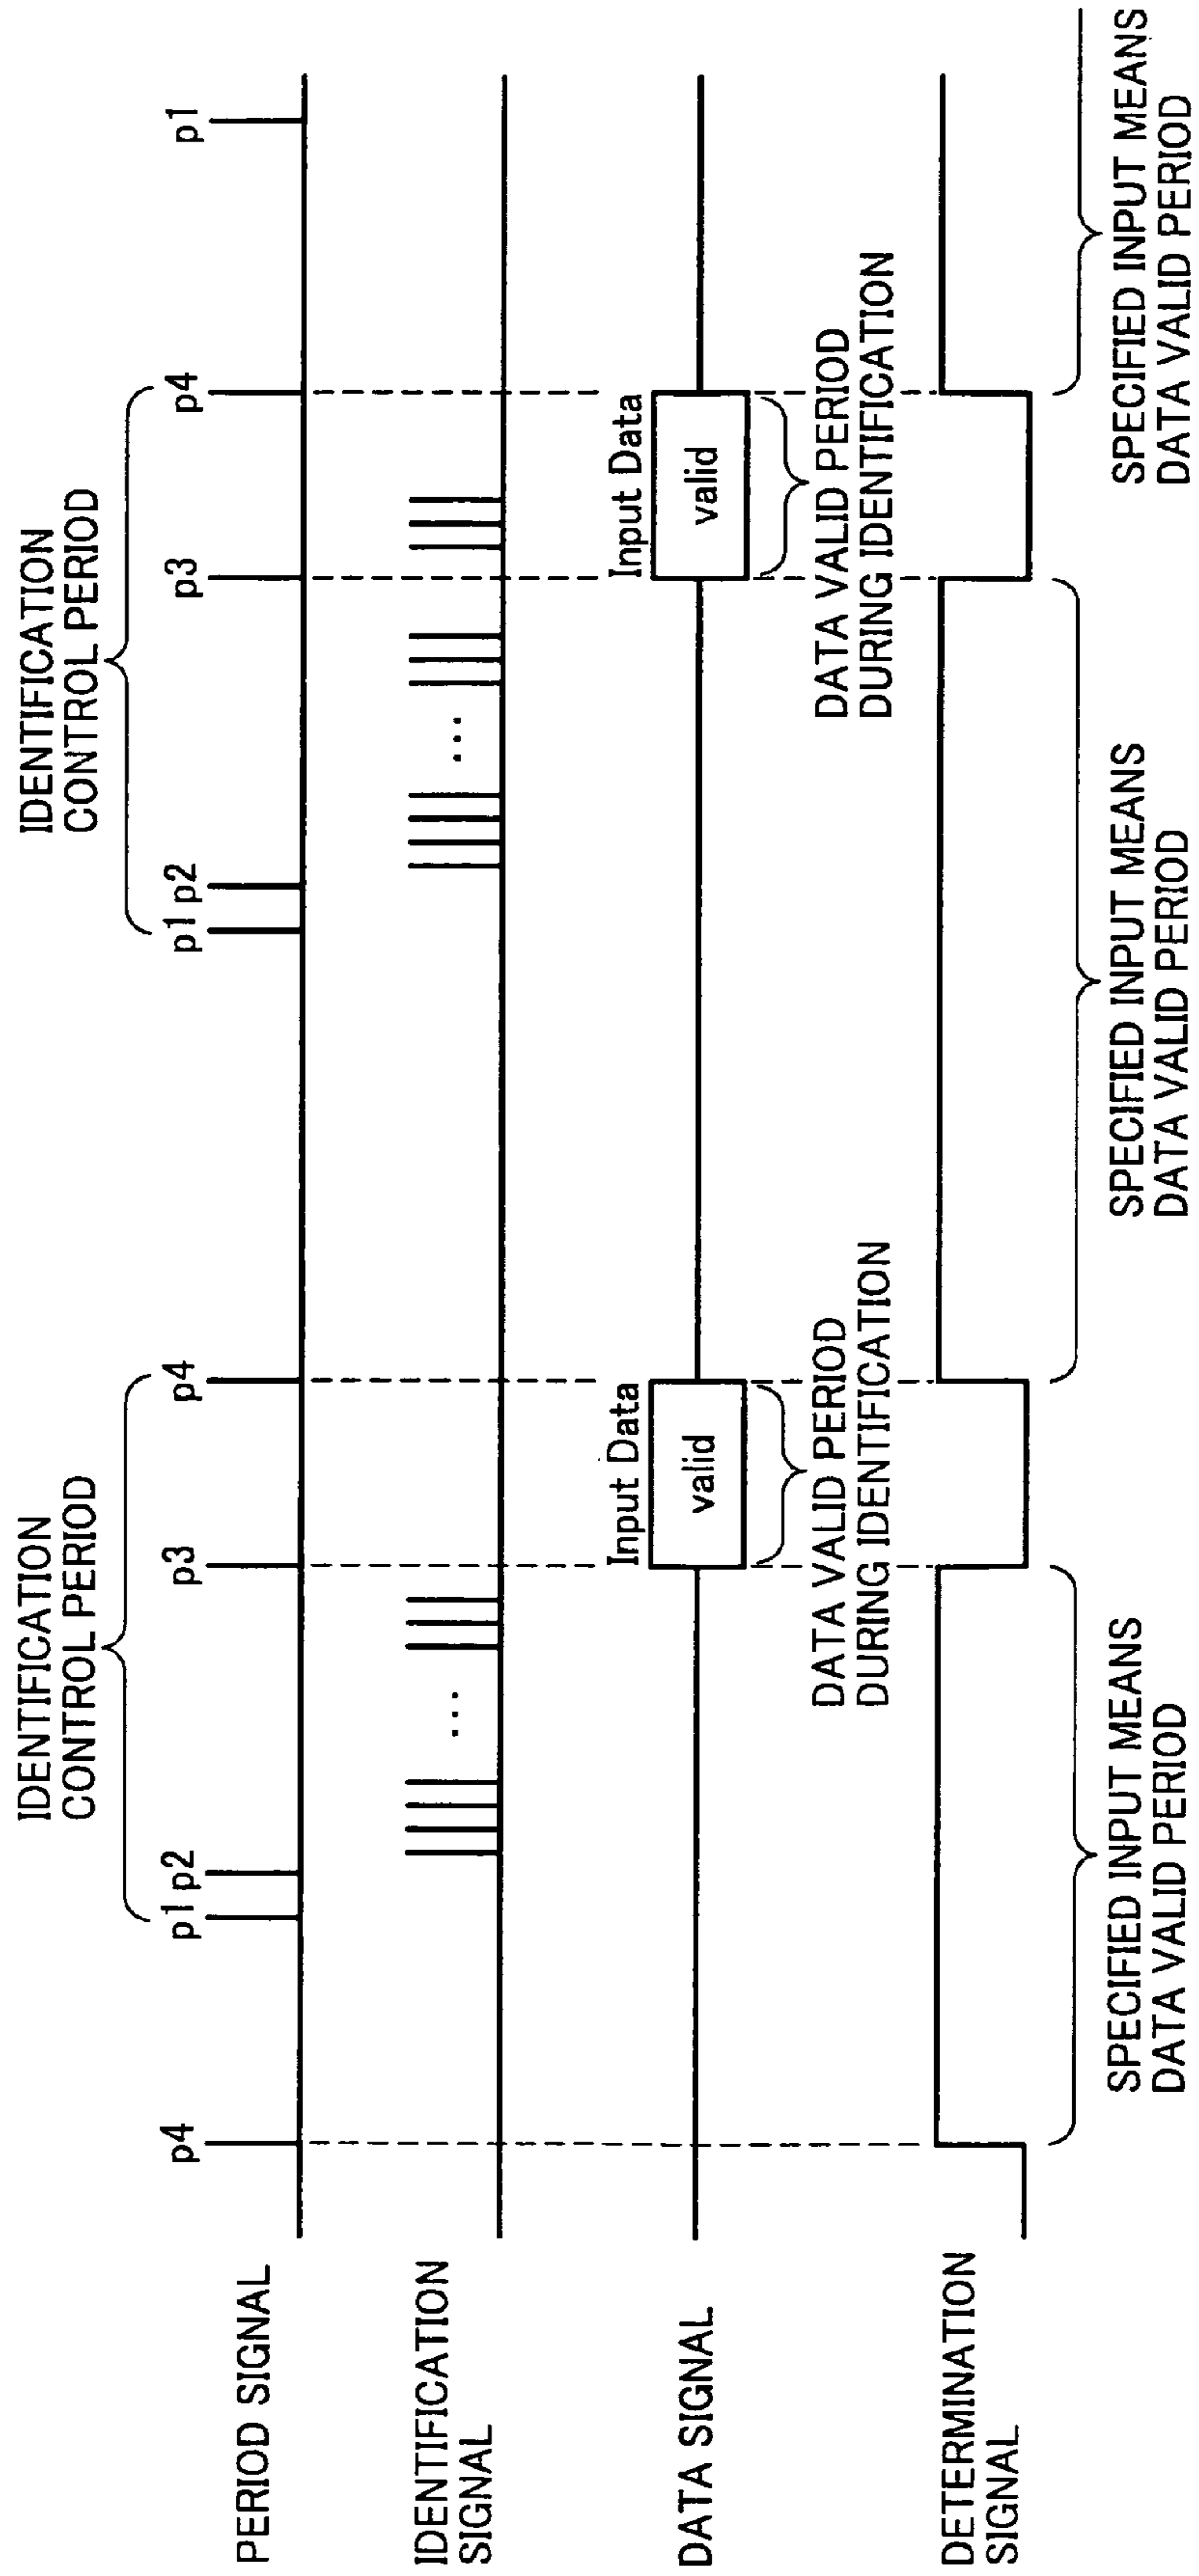 IDENTIFICATION
CONTROL PERIOD
IDENTIFICATION
CONTROL PERIOD
PERIOD SIGNAL
p4
p1
p2
p3
p4
p1
p2
p3
p4
p1
IDENTIFICATION
SIGNAL
...
...
DATA SIGNAL
Input Data
valid
Input Data
valid
DATA VALID PERIOD
DURING IDENTIFICATION
DATA VALID PERIOD
DURING IDENTIFICATION
DETERMINATION
SIGNAL
SPECIFIED INPUT MEANS
DATA VALID PERIOD
SPECIFIED INPUT MEANS
DATA VALID PERIOD
SPECIFIED INPUT MEANS
DATA VALID PERIOD